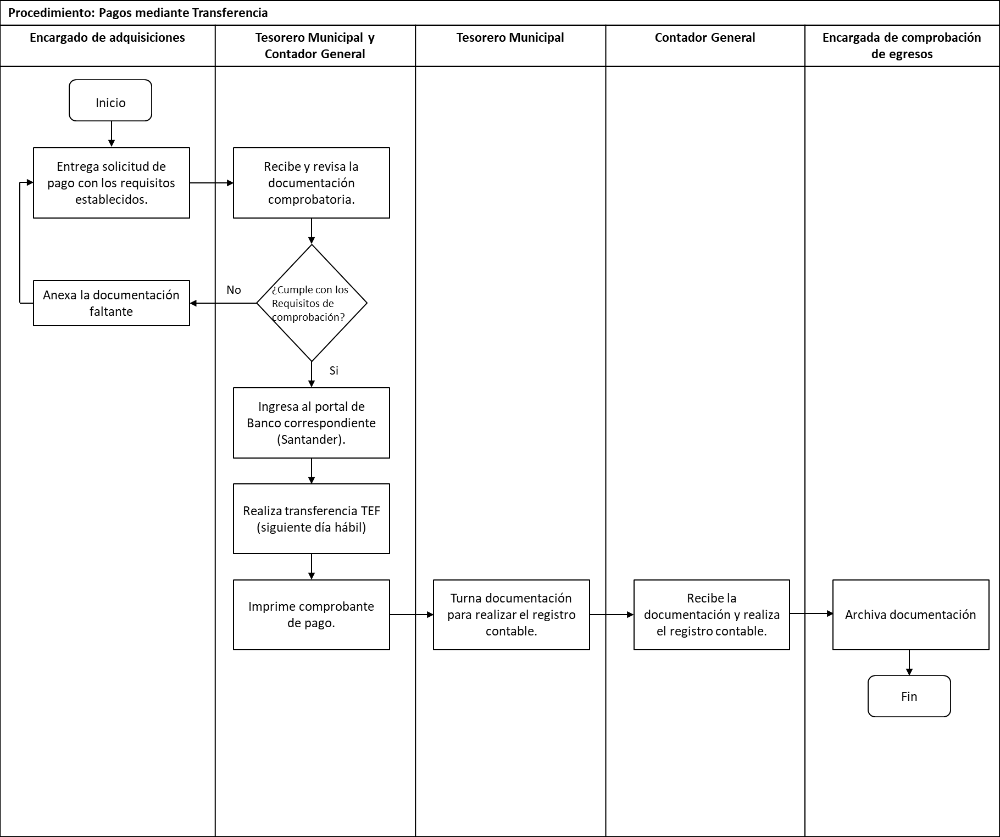 Procedimiento: Pagos mediante Transferencia
Encargado de adquisiciones
Tesorero Municipal y
Contador General
Tesorero Municipal
Contador General
Encargada de comprobación
de egresos
Inicio
Entrega solicitud de
pago con los requisitos
establecidos.
Recibe y revisa la
documentación
comprobatoria.
Anexa la documentación
faltante
No
¿Cumple con los
Requisitos de
comprobación?
Si
Ingresa al portal de
Banco correspondiente
(Santander).
Realiza transferencia TEF
(siguiente día hábil)
Imprime comprobante
de pago.
Turna documentación
para realizar el registro
contable.
Recibe la
documentación y realiza
el registro contable.
Archiva documentación
Fin